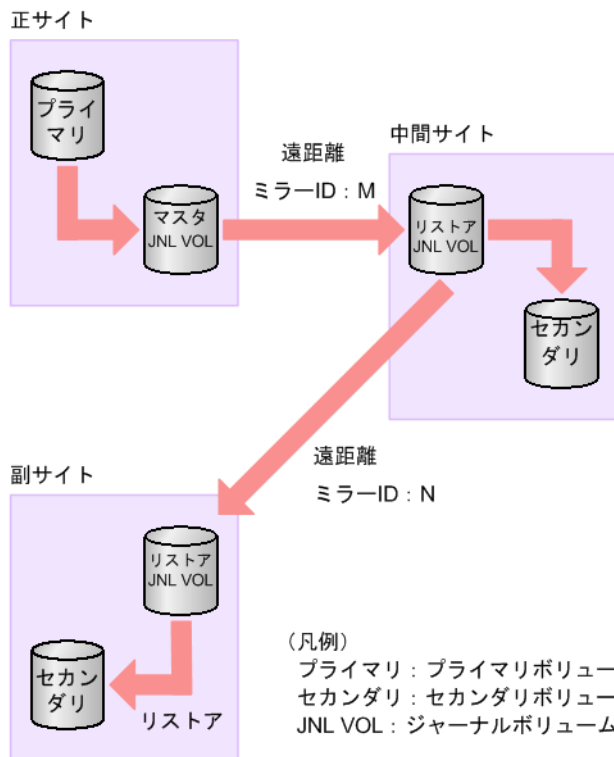 正サイト
プライ
マリ
マスタ
JNL VOL
遠距離
ミラーID：M
中間サイト
リストア
JNL VOL
セカン
ダリ
遠距離
ミラーID：N
副サイト
リストア
JNL VOL
セカン
ダリ
リストア
（凡例）
プライマリ：プライマリボリュー
セカンダリ：セカンダリボリュー
JNL VOL：ジャーナルボリューム